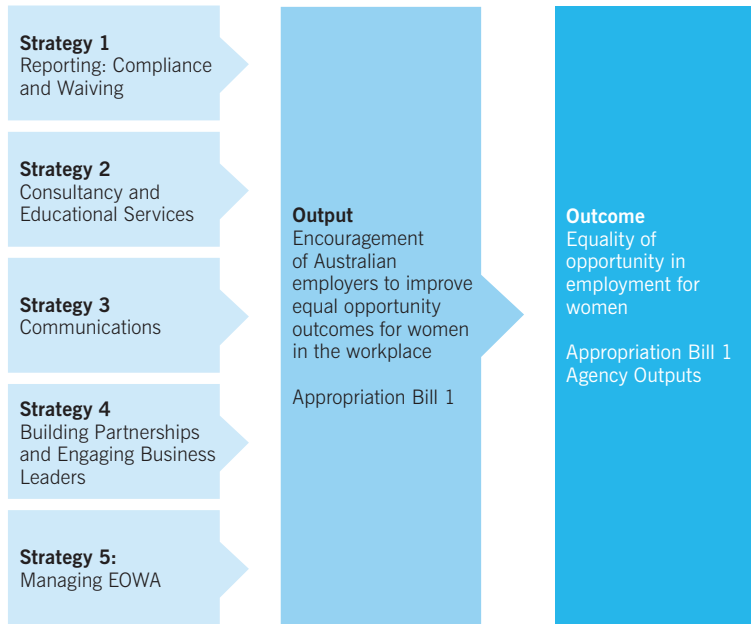 Strategy 1
Reporting: Compliance
and Waiving
Strategy 2
Consultancy and
Educational Services
Strategy 3
Communications
Strategy 4
Building Partnerships
and Engaging Business
Leaders
Strategy 5:
Managing EOWA
Output
Encouragement
of Australian
employers to improve
equal opportunity
outcomes for women
in the workplace
Appropriation Bill 1
Outcome
Equality of
opportunity in
employment for
women
Appropriation Bill 1
Agency Outputs